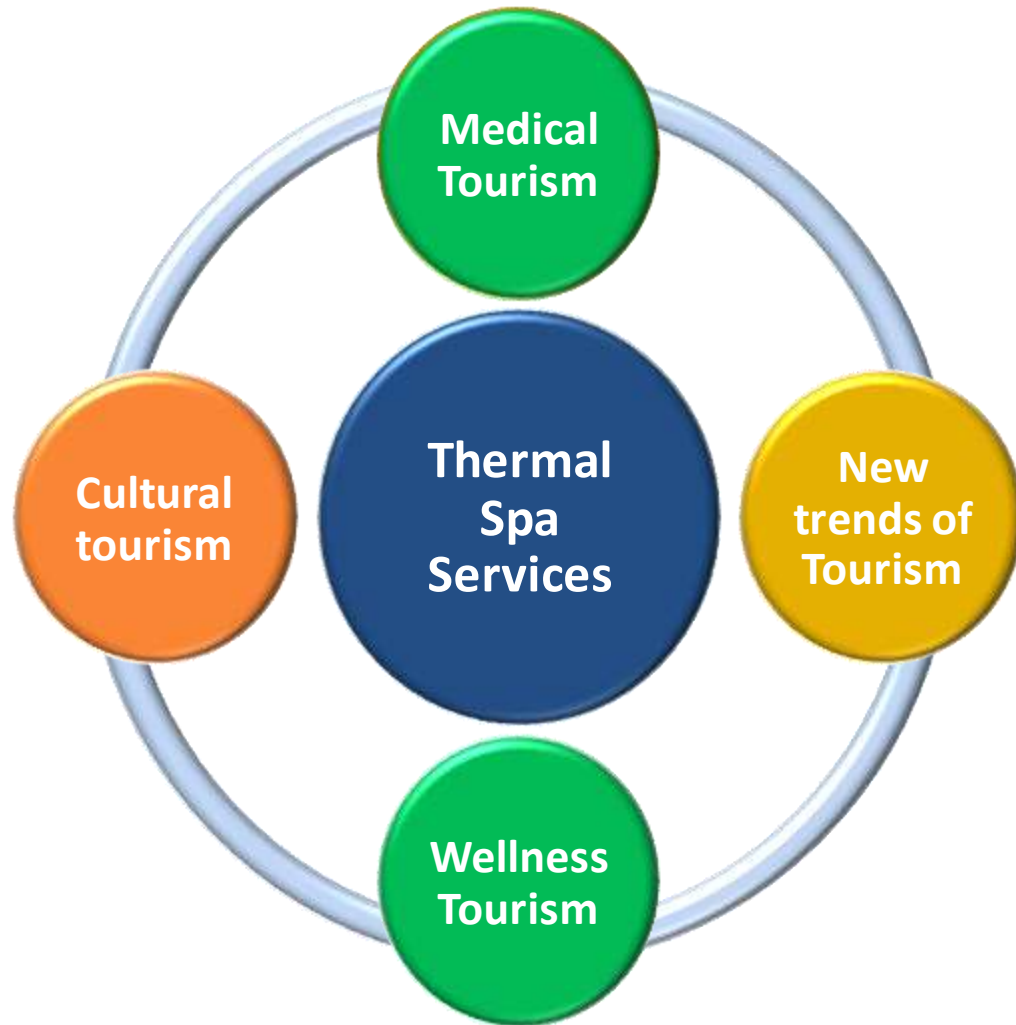 Medical
Tourism
Cultural
tourism
Thermal
Spa
Services
New
trends of
Tourism
Wellness
Tourism